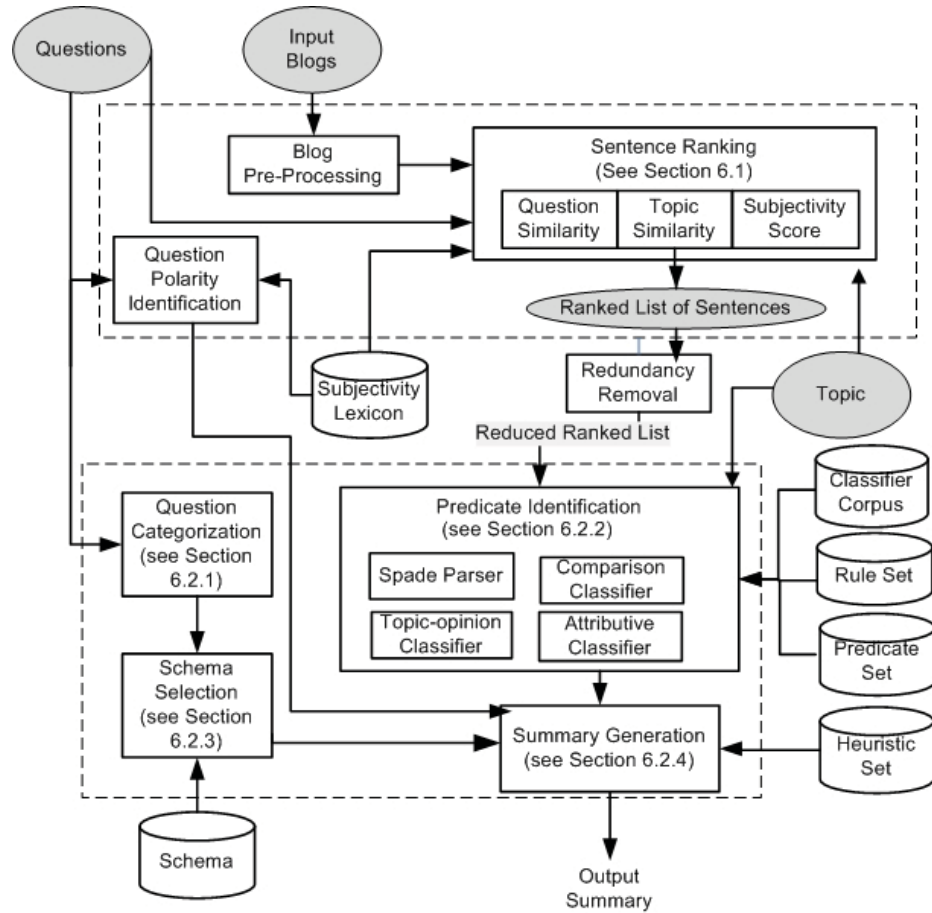 Questions
Input
Blogs
Blog
Pre-Processing
Sentence Ranking
(See Section 6.1)
Question
Similarity
Topic
Similarity
Subjectivity
Score
Question
Polarity
Identification
Ranked List of Sentences
Subjectivity
Lexicon
Redundancy
Removal
Topic
Reduced Ranked List
Classifier
Corpus
Question
Categorization
(see Section
6.2.1)
Predicate Identification
(see Section 6.2.2)
Spade Parser
Comparison
Classifier
Topic-opinion
Classifier
Attributive
Classifier
Rule Set
Predicate
Set
Schema
Selection
(see Section
6.2.3)
Summary Generation
(see Section 6.2.4)
Heuristic
Set
Schema
Output
Summary